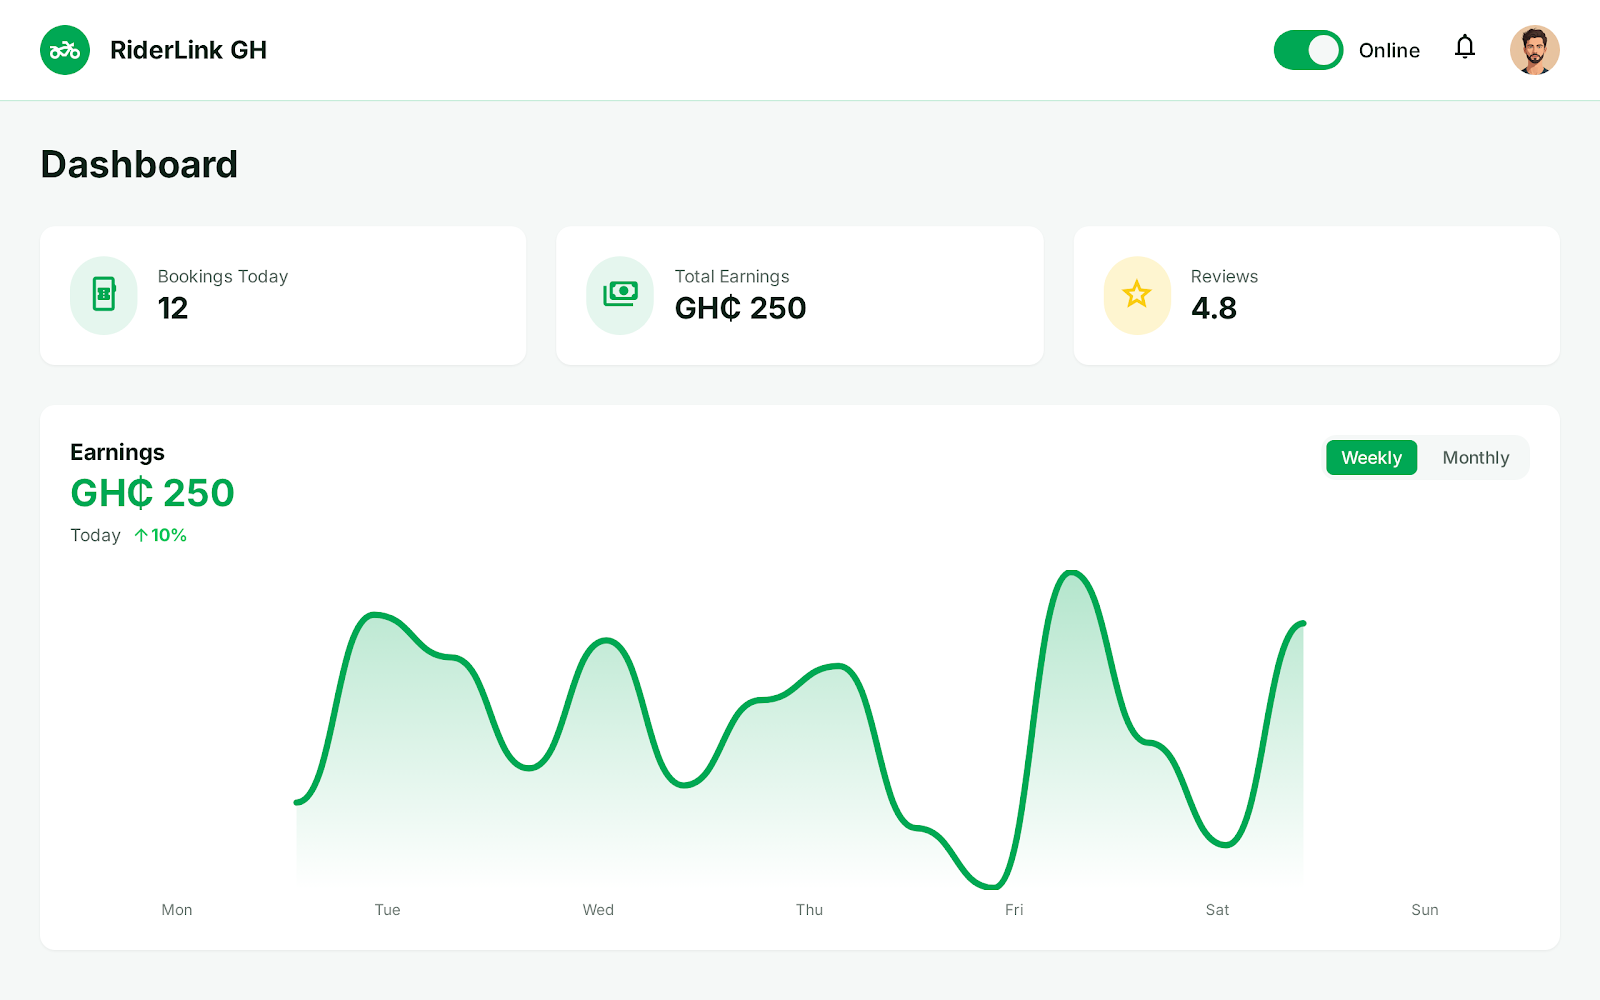 RiderLink GH
Online
Dashboard
Bookings Today
12
Total Earnings
GH₵ 250
Reviews
4.8
Earnings
GH₵ 250
Today ↑10%
Weekly Monthly
Mon Tue Wed Thu Fri Sat Sun